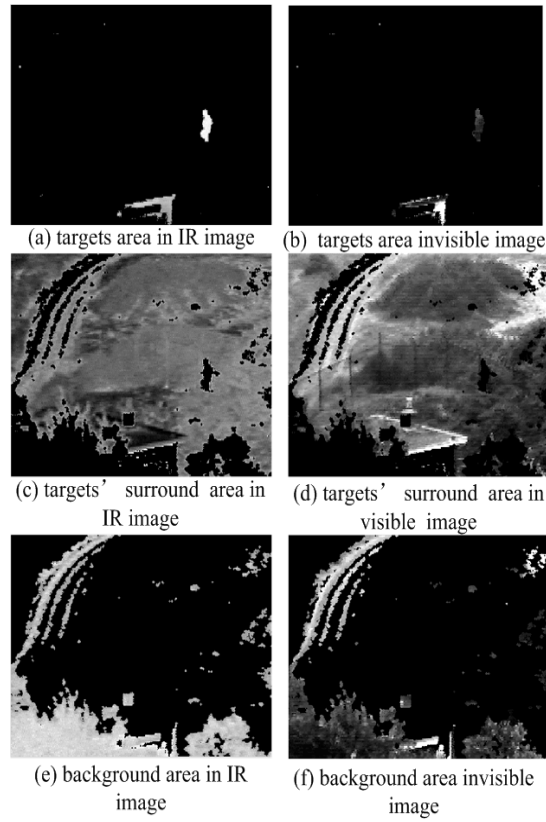 (a) targets area in IR image
(b) targets area invisible image
(c) targets’ surround area in
IR image
(d) targets’ surround area in
visible image
(e) background area in IR
image
(f) background area invisible
image